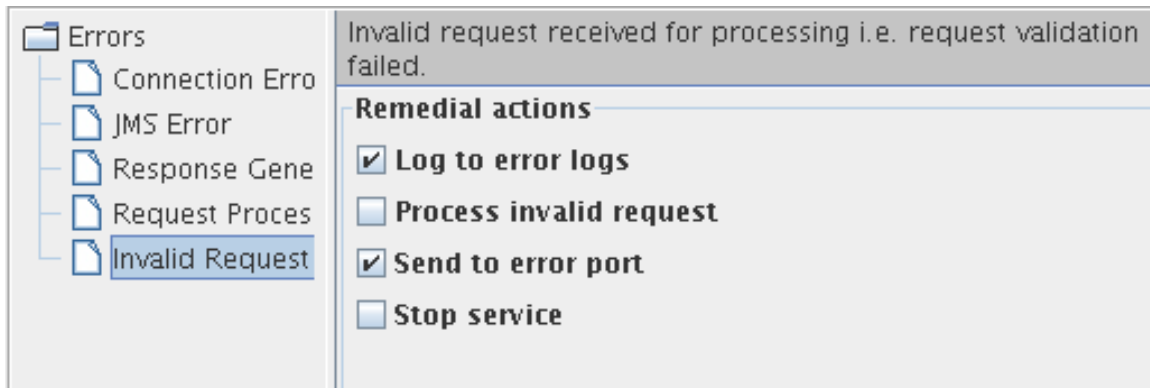 Errors
Connection Erro
JMS Error
Response Gene
Request Proces
Invalid Request
Invalid request received for processing i.e. request validation
failed.
Remedial actions
Log to error logs
Process invalid request
Send to error port
Stop service